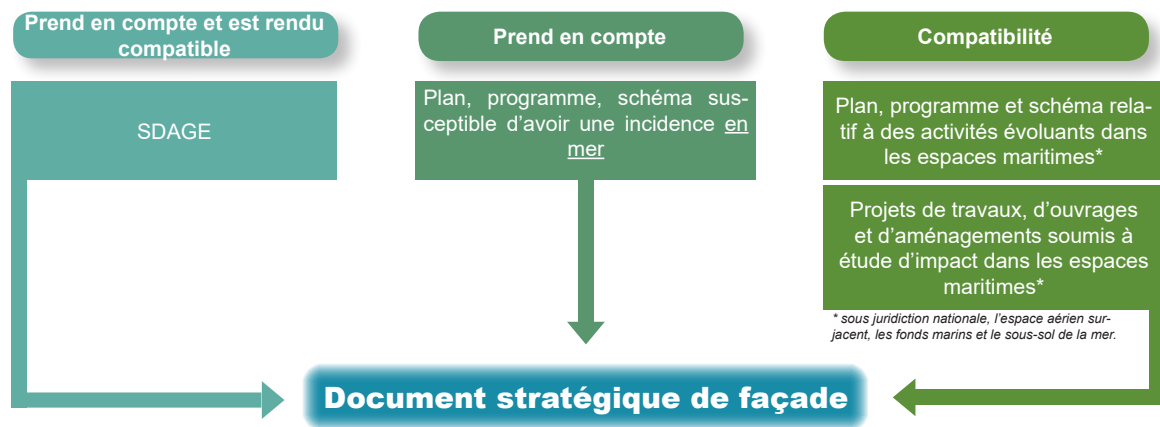 Prend en compte et est rendu
compatible
SDAGE
Prend en compte
Plan, programme, schéma sus-
ceptible d'avoir une incidence en
mer
Compatibilité
Plan, programme et schéma rela-
tif à des activités évoluants dans
les espaces maritimes*
Projets de travaux, d'ouvrages
et d'aménagements soumis à
étude d'impact dans les espaces
maritimes*
* sous juridiction nationale, l'espace aérien sur-
jacent, les fonds marins et le sous-sol de la mer.
Document stratégique de façade